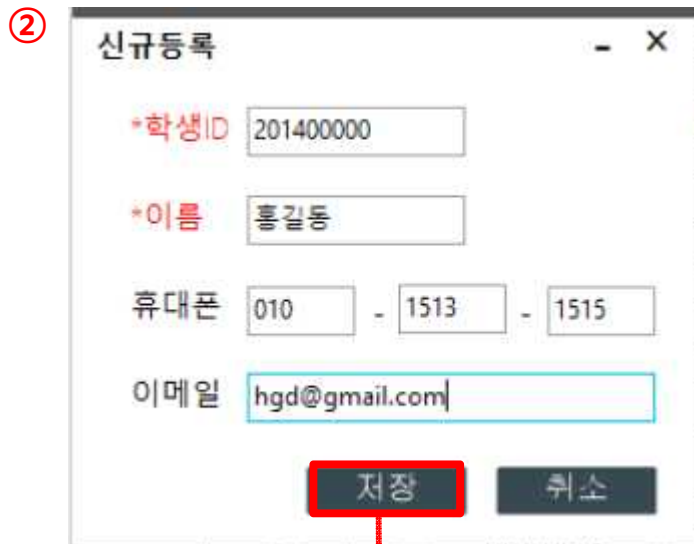 ②
신규등록 - ×
*학생ID 201400000
*이름 홍길동
휴대폰 010 - 1513 - 1515
이메일 hgd@gmail.com
저장 취소